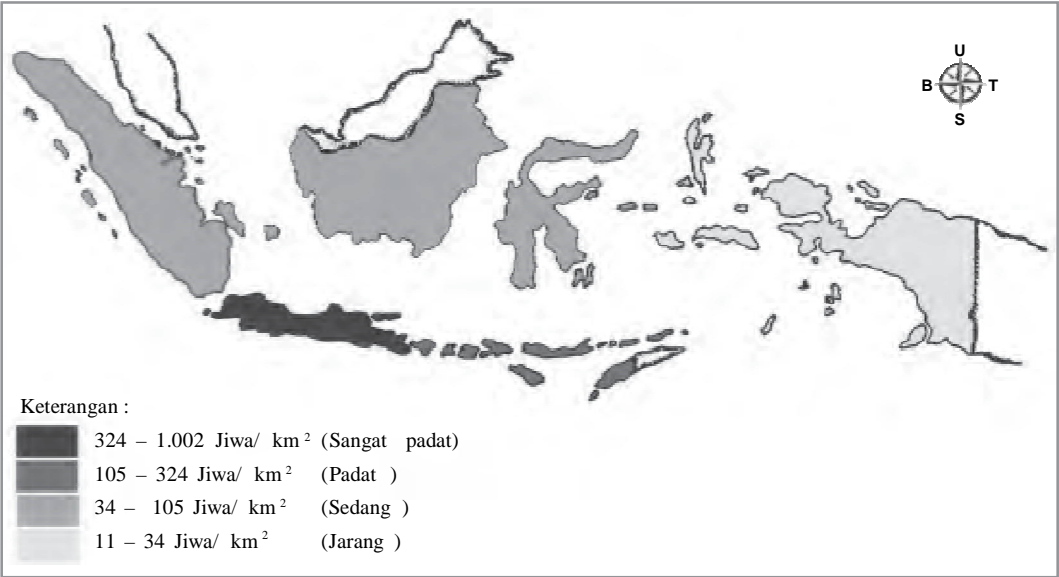 U
B T
S
Keterangan :
324 – 1.002 Jiwa/ km² (Sangat padat)
105 – 324 Jiwa/ km² (Padat )
34 – 105 Jiwa/ km² (Sedang )
11 – 34 Jiwa/ km² (Jarang )